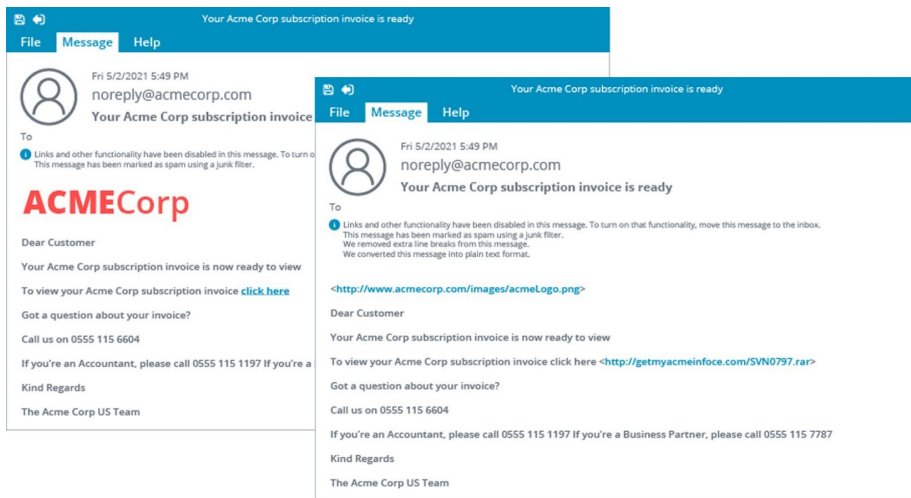 Your Acme Corp subscription invoice is ready
File Message Help
Fri 5/2/2021 5:49 PM
noreply@acmecorp.com
Your Acme Corp subscription invoice
To
Links and other functionality have been disabled in this message. To turn o
This message has been marked as spam using a junk filter.
ACMECorp
Dear Customer
Your Acme Corp subscription invoice is now ready to view
To view your Acme Corp subscription invoice click here
Got a question about your invoice?
Call us on 0555 115 6604
If you're an Accountant, please call 0555 115 1197 If you're a
Kind Regards
The Acme Corp US Team
Your Acme Corp subscription invoice is ready
File Message Help
Fri 5/2/2021 5:49 PM
noreply@acmecorp.com
Your Acme Corp subscription invoice is ready
To
Links and other functionality have been disabled in this message. To turn on that functionality, move this message to the inbox.
This message has been marked as spam using a junk filter.
We removed extra line breaks from this message.
We converted this message into plain text format.
<http://www.acmecorp.com/images/acmeLogo.png>
Dear Customer
Your Acme Corp subscription invoice is now ready to view
To view your Acme Corp subscription invoice click here <http://getmyacmeinfoce.com/SVN0797.rar>
Got a question about your invoice?
Call us on 0555 115 6604
If you're an Accountant, please call 0555 115 1197 If you're a Business Partner, please call 0555 115 7787
Kind Regards
The Acme Corp US Team